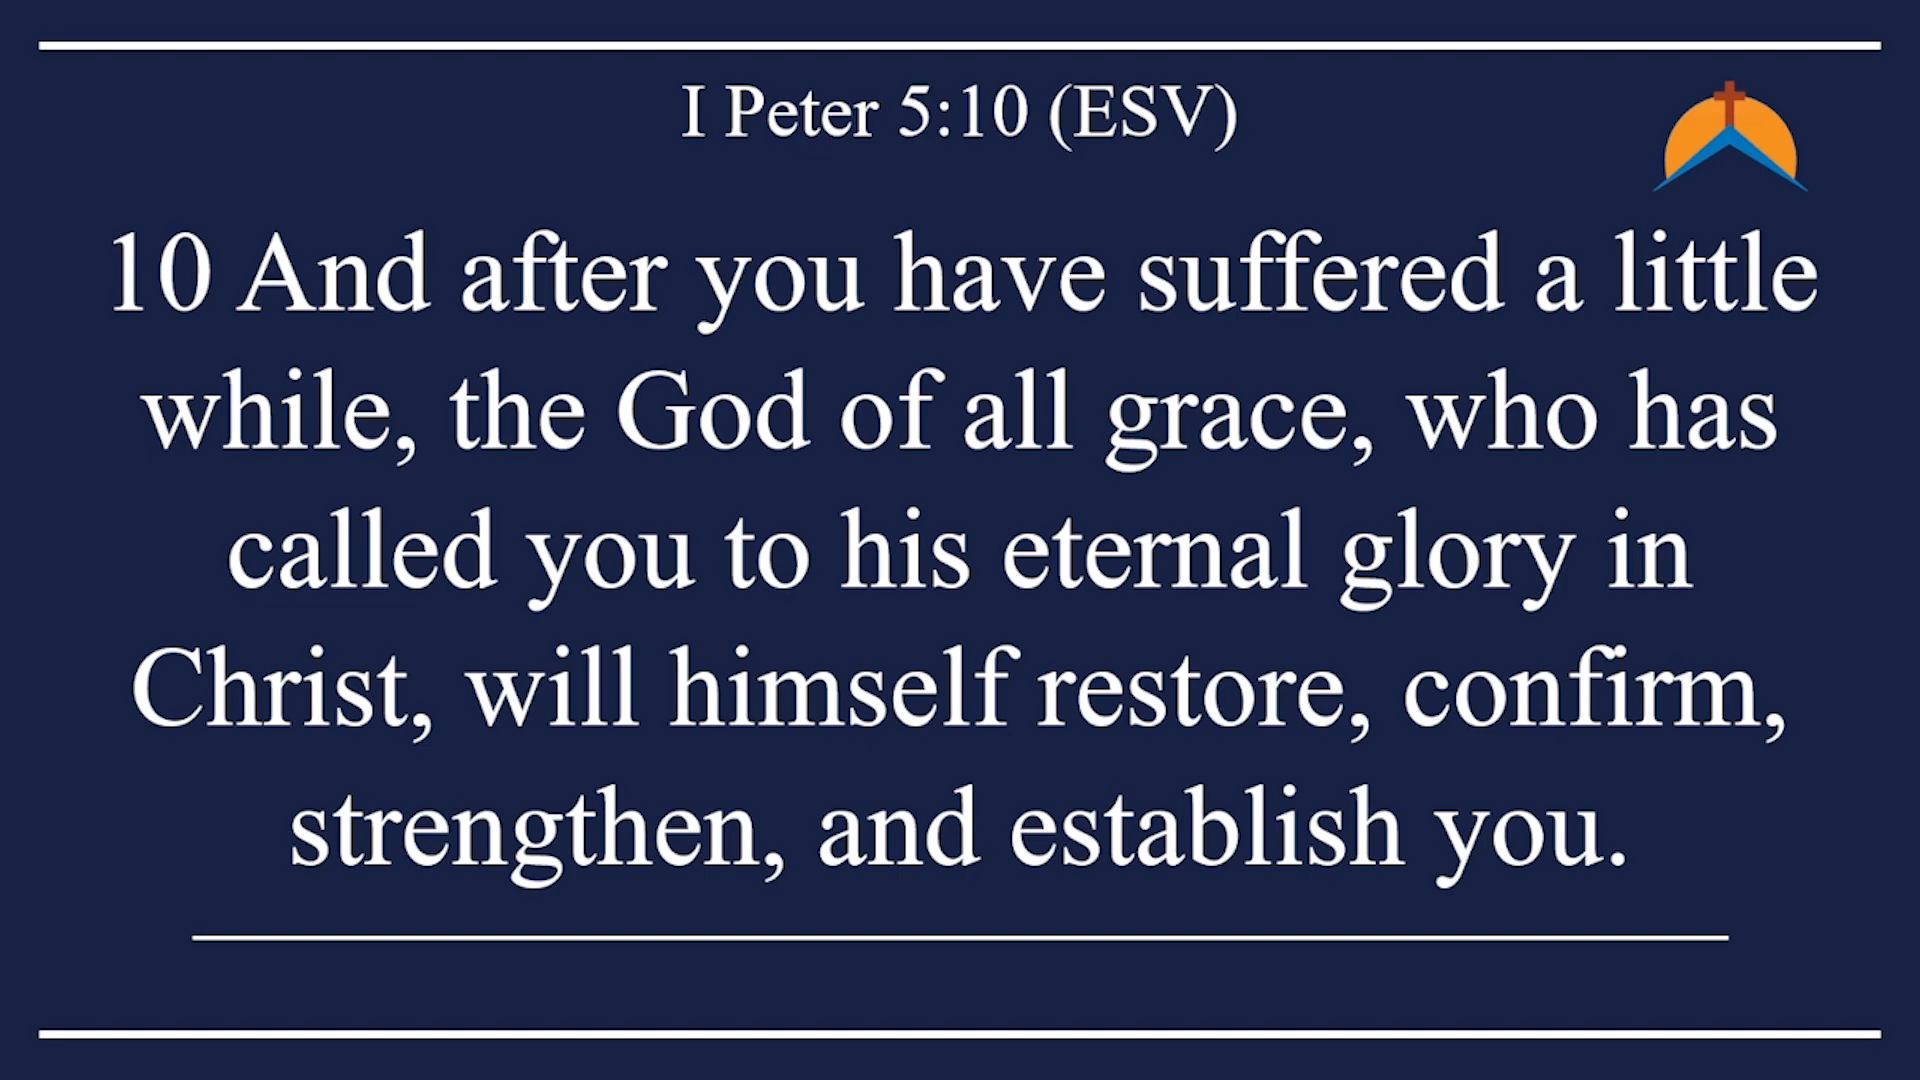 I Peter 5:10 (ESV)
10 And after you have suffered a little
while, the God of all grace, who has
called you to his eternal glory in
Christ, will himself restore, confirm,
strengthen, and establish you.